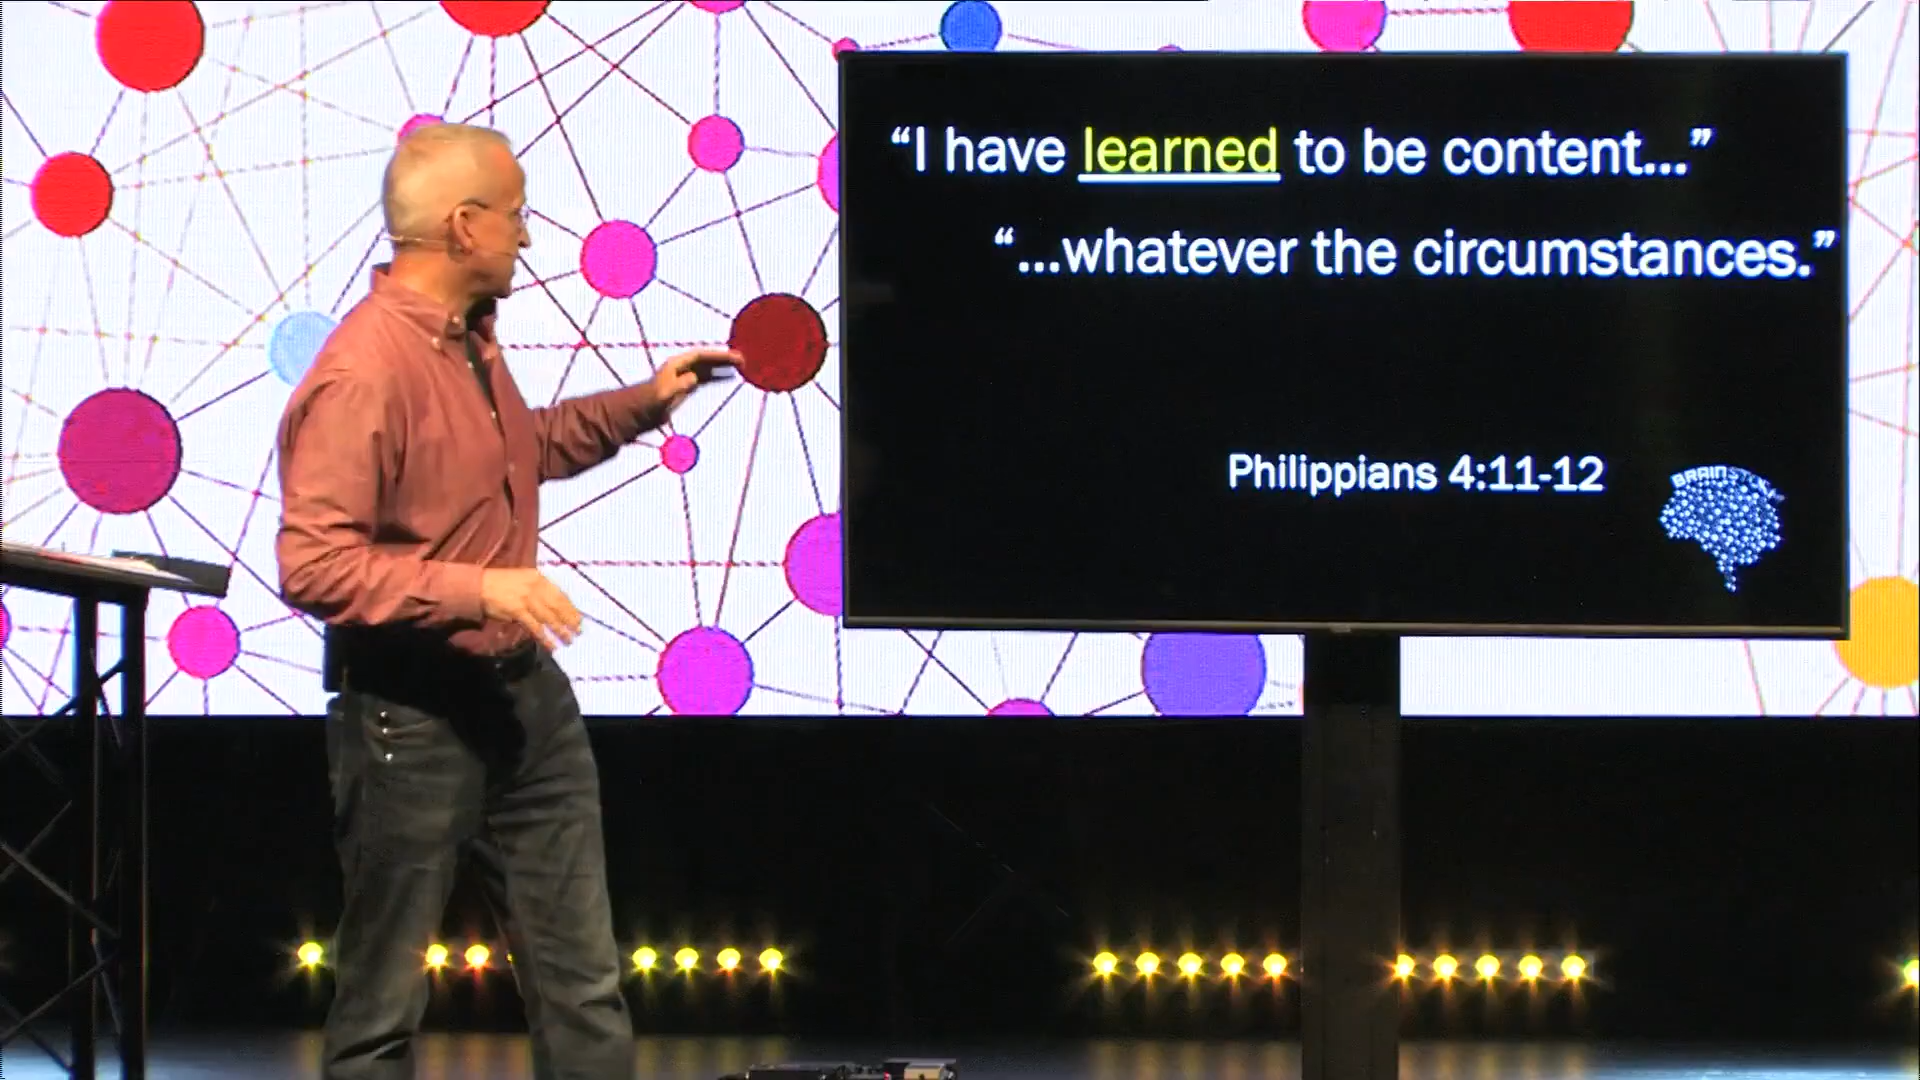 “I have learned to be content...”
“...whatever the circumstances.”
Philippians 4:11-12